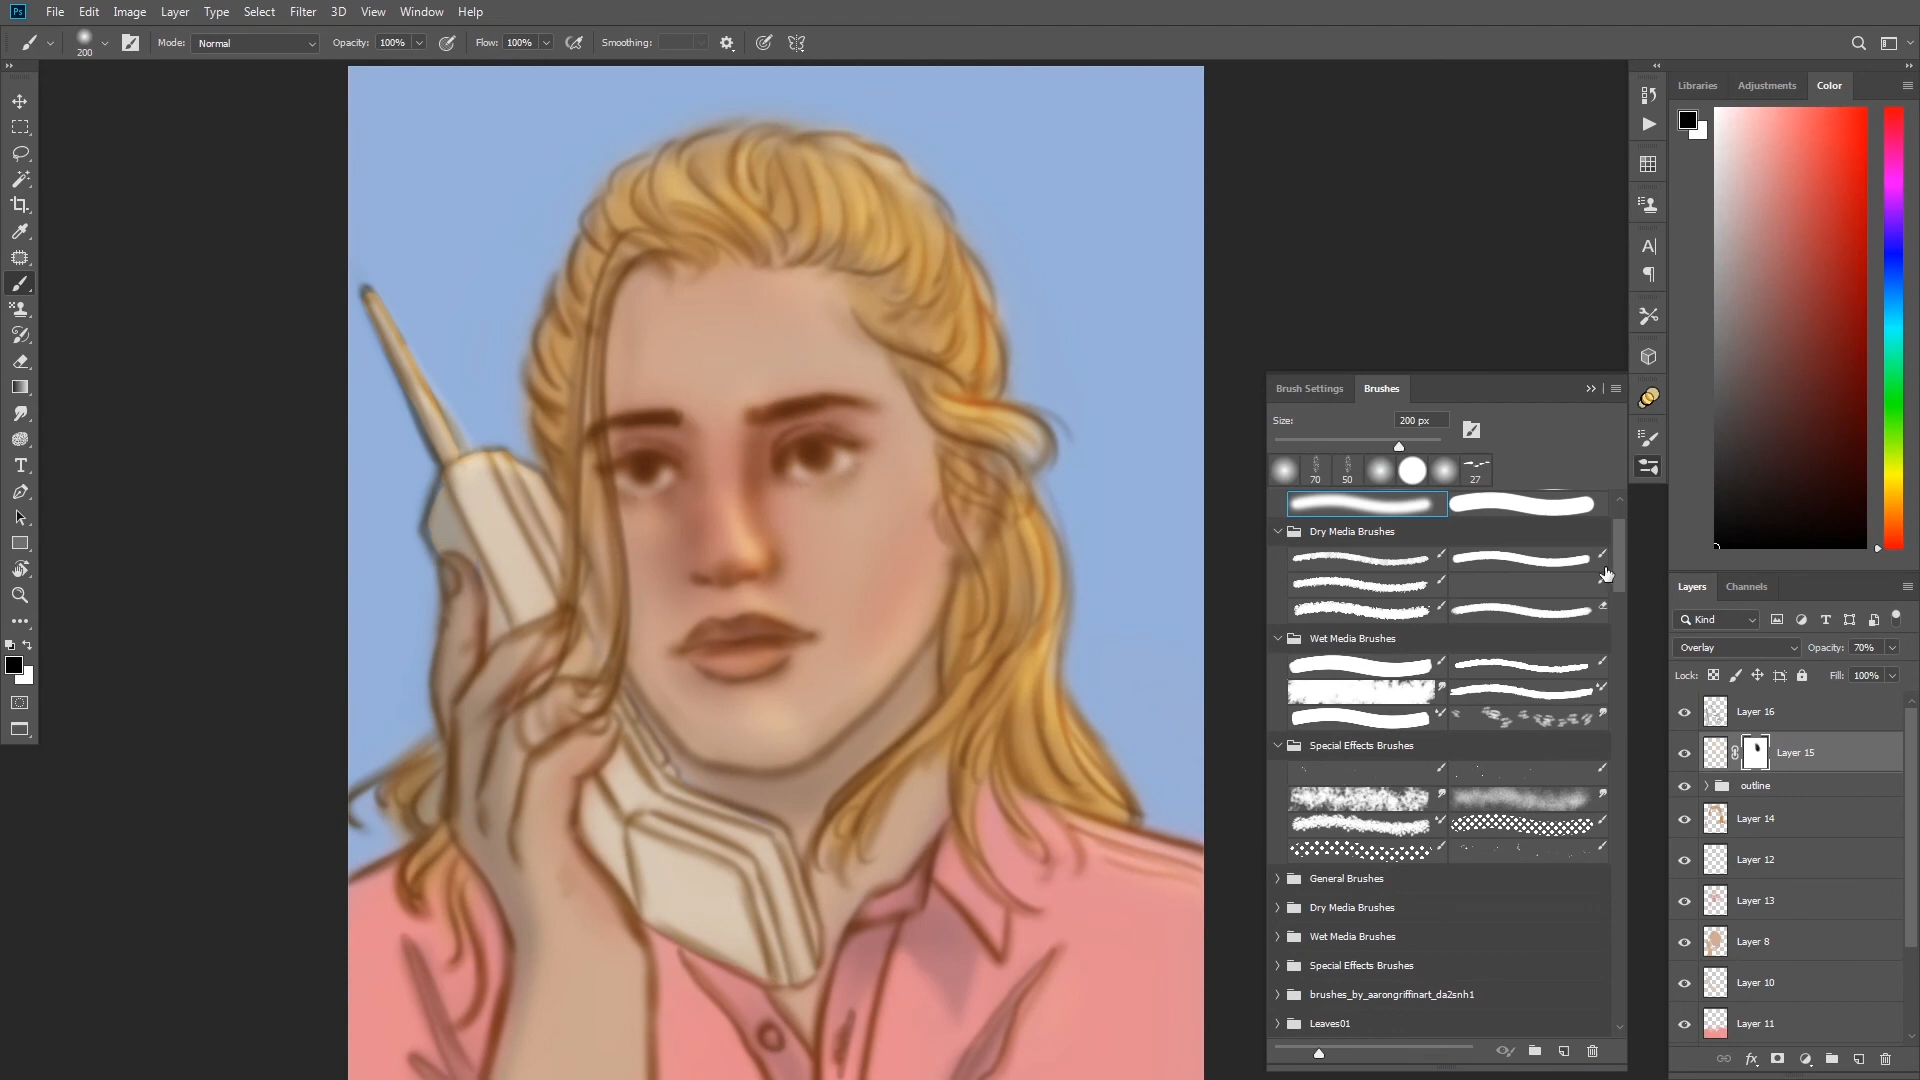 Ps File Edit Image Layer Type Select Filter 3D View Window Help
200 Mode: Normal Opacity: 100% Flow: 100% Smoothing:
Libraries Adjustments Color
Brush Settings Brushes
Size: 200 px
70 50 27
Dry Media Brushes
Wet Media Brushes
Special Effects Brushes
General Brushes
Dry Media Brushes
Wet Media Brushes
Special Effects Brushes
brushes_by_aarongriffinart_da2snh1
Leaves01
Layers Channels
Kind
Overlay Opacity: 70%
Lock: Fill: 100%
Layer 16
Layer 15
outline
Layer 14
Layer 12
Layer 13
Layer 8
Layer 10
Layer 11